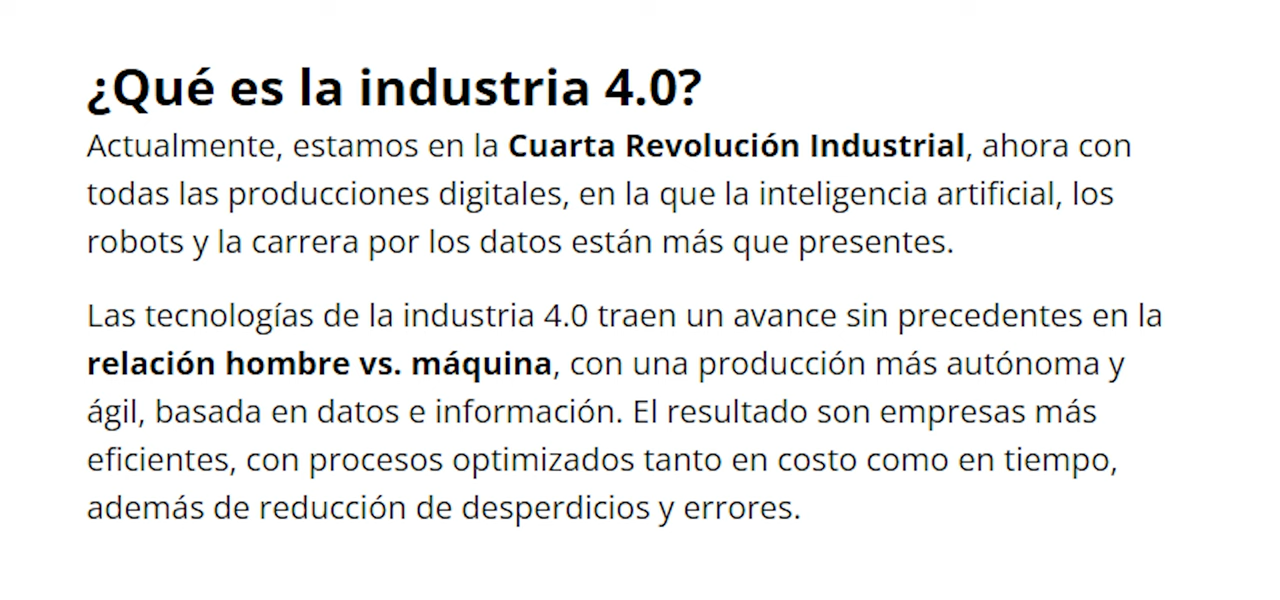 ¿Qué es la industria 4.0?
Actualmente, estamos en la Cuarta Revolución Industrial, ahora con
todas las producciones digitales, en la que la inteligencia artificial, los
robots y la carrera por los datos están más que presentes.
Las tecnologías de la industria 4.0 traen un avance sin precedentes en la
relación hombre vs. máquina, con una producción más autónoma y
ágil, basada en datos e información. El resultado son empresas más
eficientes, con procesos optimizados tanto en costo como en tiempo,
además de reducción de desperdicios y errores.